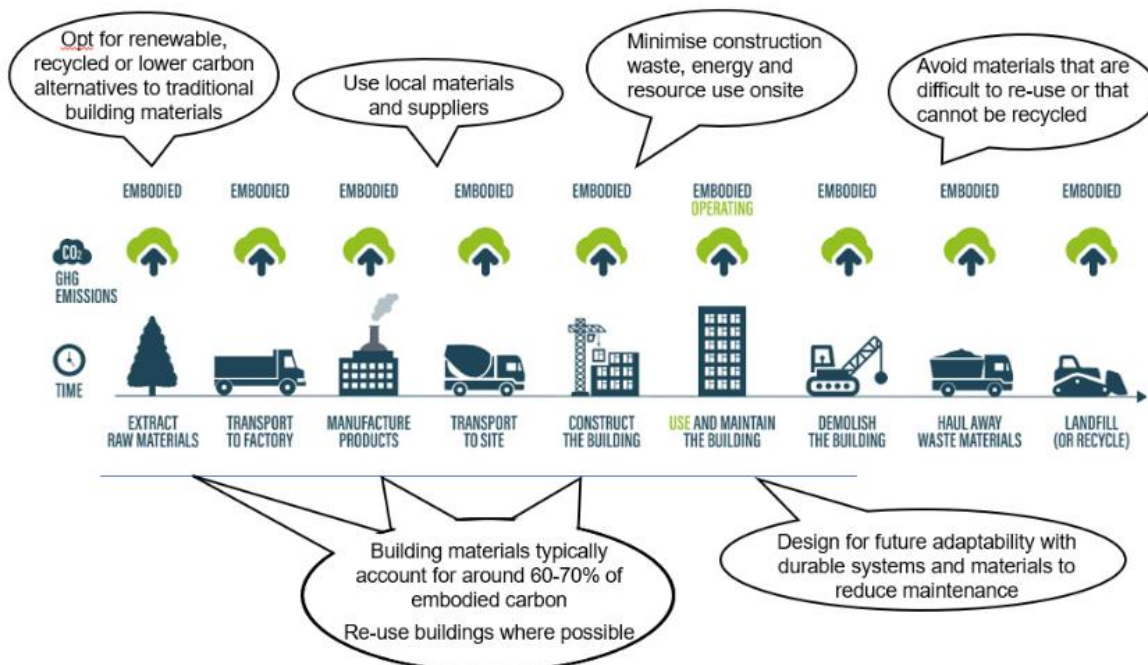 Opt for renewable,
recycled or lower carbon
alternatives to traditional
building materials
Use local materials
and suppliers
Minimise construction
waste, energy and
resource use onsite
Avoid materials that are
difficult to re-use or that
cannot be recycled
EMBODIED
EMBODIED
EMBODIED
EMBODIED
EMBODIED
EMBODIED
OPERATING
EMBODIED
EMBODIED
EMBODIED
CO2
GHG
EMISSIONS
TIME
EXTRACT
RAW MATERIALS
TRANSPORT
TO FACTORY
MANUFACTURE
PRODUCTS
TRANSPORT
TO SITE
CONSTRUCT
THE BUILDING
USE AND MAINTAIN
THE BUILDING
DEMOLISH
THE BUILDING
HAUL AWAY
WASTE MATERIALS
LANDFILL
(OR RECYCLE)
Building materials typically
account for around 60-70% of
embodied carbon
Re-use buildings where possible
Design for future adaptability with
durable systems and materials to
reduce maintenance